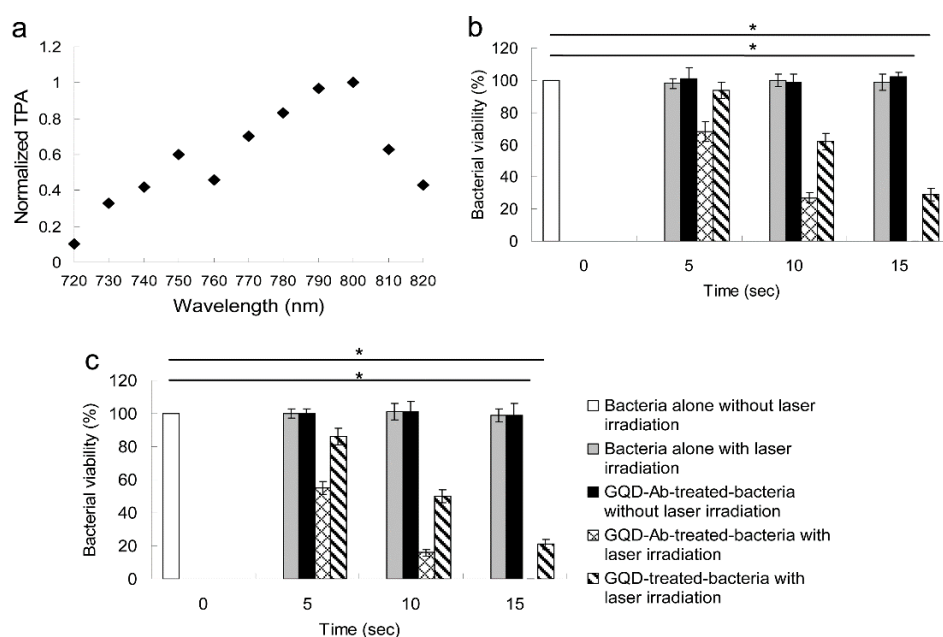 a
1.2
1
0.8
0.6
0.4
0.2
0
Normalized TPA
720 730 740 750 760 770 780 790 800 810 820
Wavelength (nm)
b
*
*
120
100
80
60
40
20
0
Bacterial viability (%)
0 5 10 15
Time (sec)
c
*
*
120
100
80
60
40
20
0
Bacterial viability (%)
0 5 10 15
Time (sec)
Bacteria alone without laser
irradiation
Bacteria alone with laser
irradiation
GQD-Ab-treated-bacteria
without laser irradiation
GQD-Ab-treated-bacteria with
laser irradiation
GQD-treated-bacteria with
laser irradiation